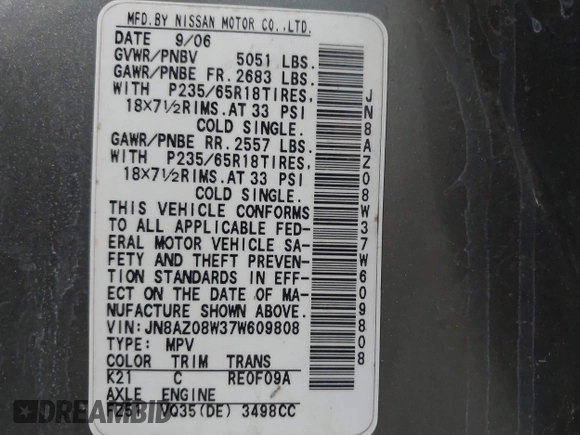 MFD.BY NISSAN MOTOR CO.,LTD.
DATE 9/06
GVWR/PNBV 5051 LBS.
GAWR/PNBE FR. 2683 LBS.
WITH P235/65R18TIRES,
18X7½RIMS.AT 33 PSI
COLD SINGLE.
GAWR/PNBE RR. 2557 LBS.
WITH P235/65R18TIRES,
18X7½RIMS.AT 33 PSI
COLD SINGLE.
THIS VEHICLE CONFORMS
TO ALL APPLICABLE FED-
ERAL MOTOR VEHICLE SA-
FETY AND THEFT PREVEN-
TION STANDARDS IN EFF-
ECT ON THE DATE OF MA-
NUFACTURE SHOWN ABOVE.
VIN:JN8AZ08W37W609808
TYPE: MPV
COLOR TRIM TRANS
K21 C RE0F09A
AXLE ENGINE
FZ51 VQ35(DE) 3498CC
JN8AZ08W37W609808
DREAMBID